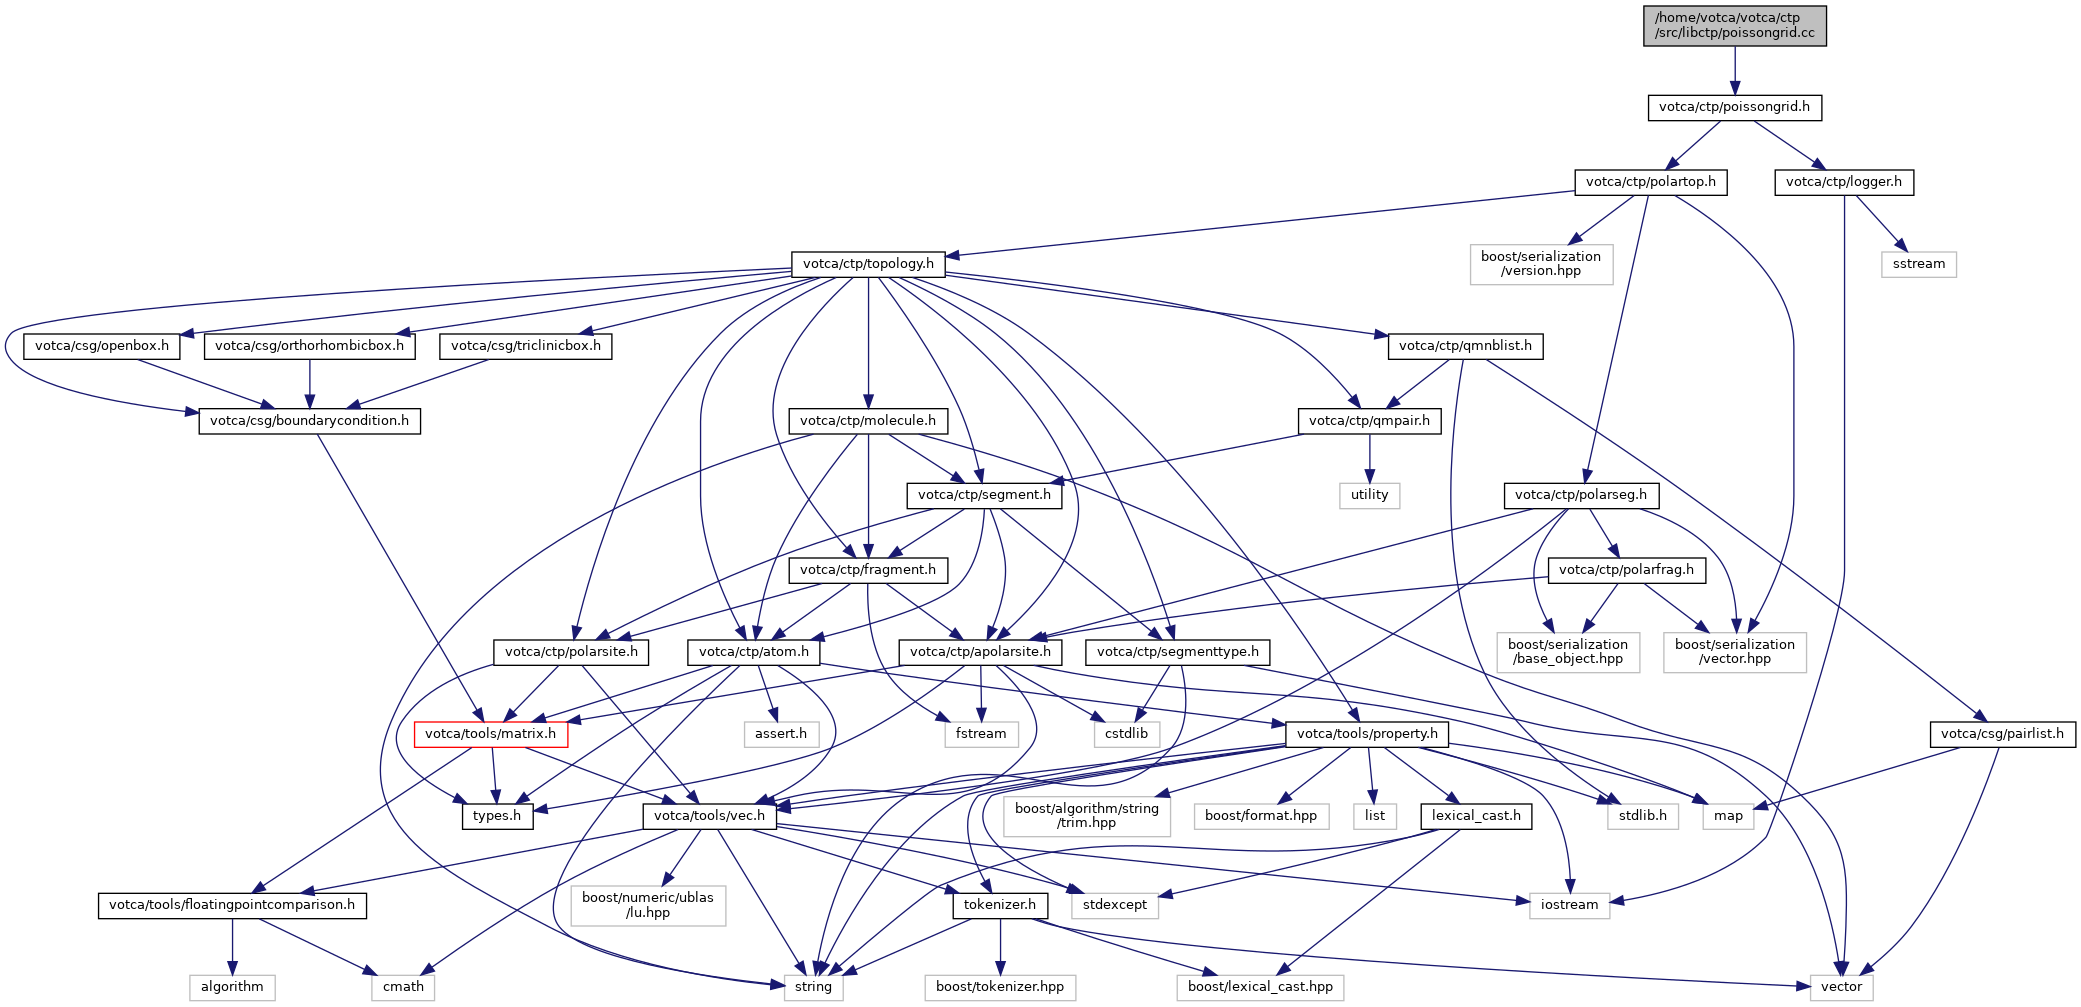 /home/votca/votca/ctp
/src/libctp/poissongrid.cc
votca/ctp/poissongrid.h
votca/ctp/polartop.h
votca/ctp/logger.h
votca/ctp/topology.h
boost/serialization
/version.hpp
sstream
votca/csg/openbox.h
votca/csg/orthorhombicbox.h
votca/csg/triclinicbox.h
votca/ctp/qmnblist.h
votca/csg/boundarycondition.h
votca/ctp/molecule.h
votca/ctp/qmpair.h
votca/ctp/segment.h
utility
votca/ctp/polarseg.h
votca/ctp/fragment.h
votca/ctp/polarfrag.h
votca/ctp/polarsite.h
votca/ctp/atom.h
votca/ctp/apolarsite.h
votca/ctp/segmenttype.h
boost/serialization
/base_object.hpp
boost/serialization
/vector.hpp
votca/tools/matrix.h
assert.h
fstream
cstdlib
votca/tools/property.h
votca/csg/pairlist.h
types.h
votca/tools/vec.h
boost/algorithm/string
/trim.hpp
boost/format.hpp
list
lexical_cast.h
stdlib.h
map
votca/tools/floatingpointcomparison.h
boost/numeric/ublas
/lu.hpp
tokenizer.h
stdexcept
iostream
algorithm
cmath
string
boost/tokenizer.hpp
boost/lexical_cast.hpp
vector